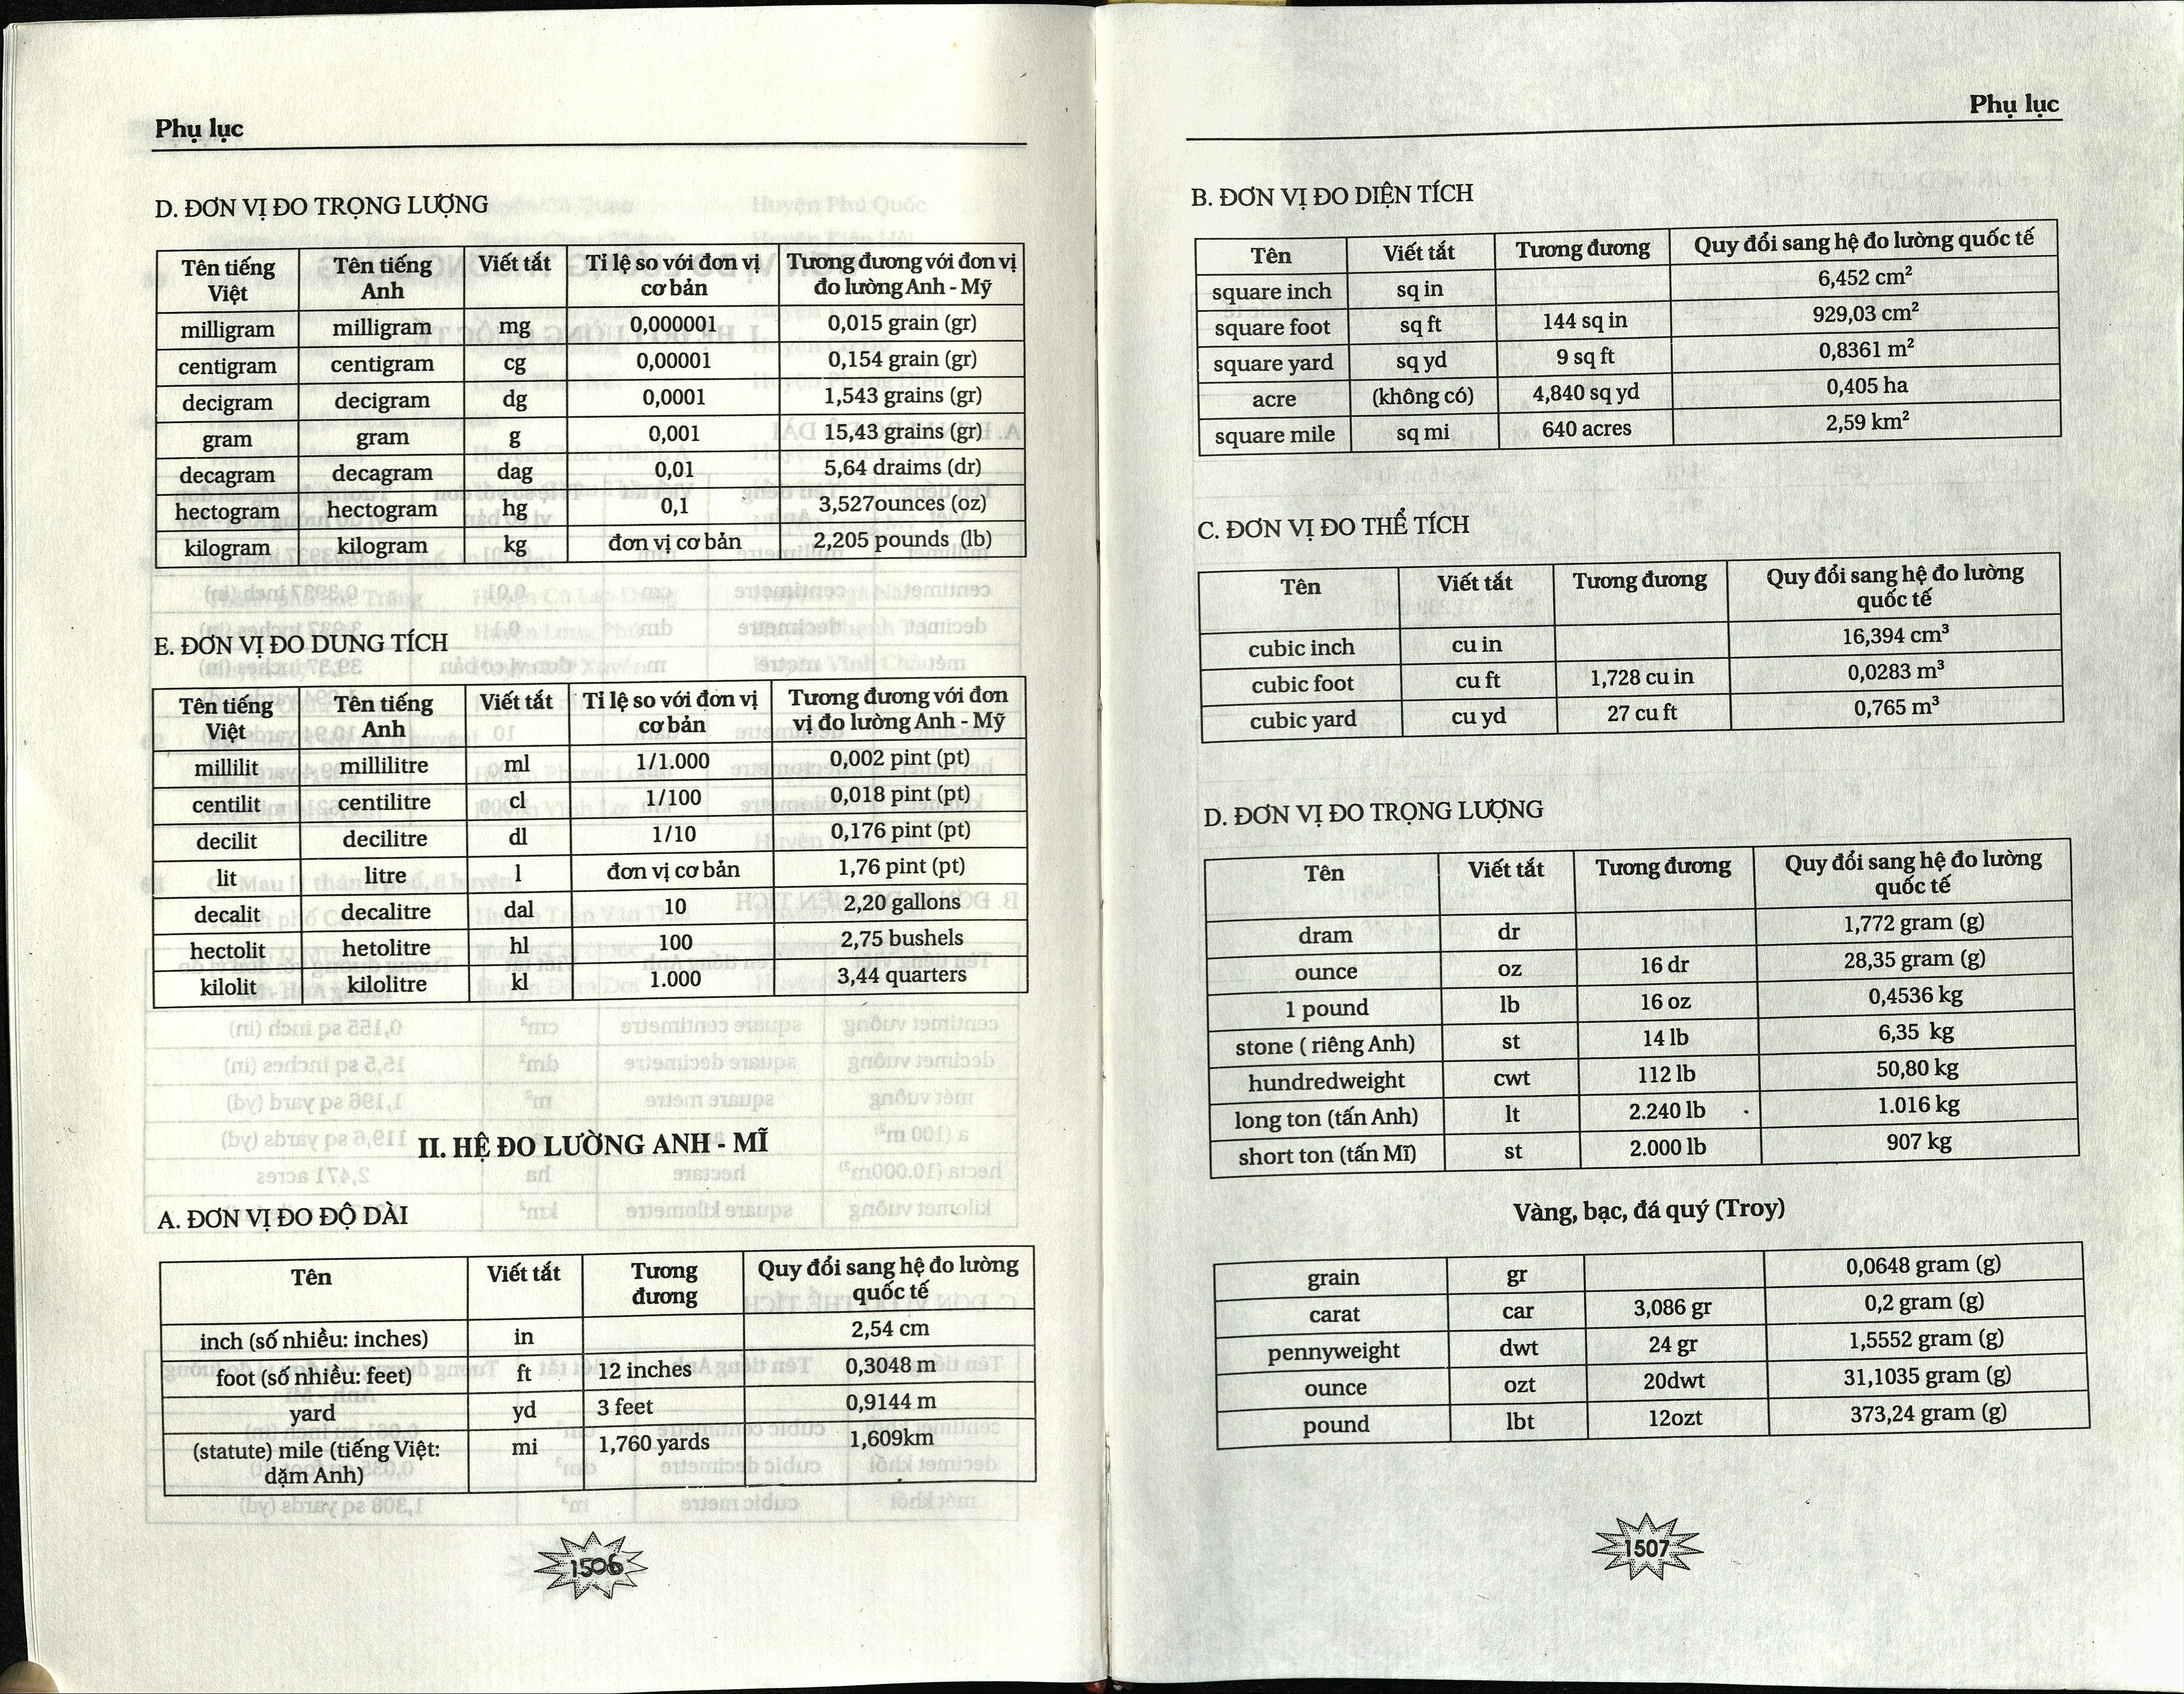 Phụ lục
D. ĐƠN VỊ ĐO TRỌNG LƯỢNG
Tên tiếng Việt Tên tiếng Anh Viết tắt Tỉ lệ so với đơn vị cơ bản Tương đương với đơn vị đo lường Anh - Mỹ
milligram milligram mg 0,000001 0,015 grain (gr)
centigram centigram cg 0,00001 0,154 grain (gr)
decigram decigram dg 0,0001 1,543 grains (gr)
gram gram g 0,001 15,43 grains (gr)
decagram decagram dag 0,01 5,64 draims (dr)
hectogram hectogram hg 0,1 3,527ounces (oz)
kilogram kilogram kg đơn vị cơ bản 2,205 pounds (lb)
E. ĐƠN VỊ ĐO DUNG TÍCH
Tên tiếng Việt Tên tiếng Anh Viết tắt Tỉ lệ so với đơn vị cơ bản Tương đương với đơn vị đo lường Anh - Mỹ
millilit millilitre ml 1/1.000 0,002 pint (pt)
centilit centilitre cl 1/100 0,018 pint (pt)
decilit decilitre dl 1/10 0,176 pint (pt)
lit litre l đơn vị cơ bản 1,76 pint (pt)
decalit decalitre dal 10 2,20 gallons
hectolit hetolitre hl 100 2,75 bushels
kilolit kilolitre kl 1.000 3,44 quarters
II. HỆ ĐO LƯỜNG ANH - MĨ
A. ĐƠN VỊ ĐO ĐỘ DÀI
Tên Viết tắt Tương đương Quy đổi sang hệ đo lường quốc tế
inch (số nhiều: inches) in 2,54 cm
foot (số nhiều: feet) ft 12 inches 0,3048 m
yard yd 3 feet 0,9144 m
(statute) mile (tiếng Việt: dặm Anh) mi 1,760 yards 1,609km
1506
Phụ lục
B. ĐƠN VỊ ĐO DIỆN TÍCH
Tên Viết tắt Tương đương Quy đổi sang hệ đo lường quốc tế
square inch sq in 6,452 cm²
square foot sq ft 144 sq in 929,03 cm²
square yard sq yd 9 sq ft 0,8361 m²
acre (không có) 4,840 sq yd 0,405 ha
square mile sq mi 640 acres 2,59 km²
C. ĐƠN VỊ ĐO THỂ TÍCH
Tên Viết tắt Tương đương Quy đổi sang hệ đo lường quốc tế
cubic inch cu in 16,394 cm³
cubic foot cu ft 1,728 cu in 0,0283 m³
cubic yard cu yd 27 cu ft 0,765 m³
D. ĐƠN VỊ ĐO TRỌNG LƯỢNG
Tên Viết tắt Tương đương Quy đổi sang hệ đo lường quốc tế
dram dr 1,772 gram (g)
ounce oz 16 dr 28,35 gram (g)
1 pound lb 16 oz 0,4536 kg
stone ( riêng Anh) st 14 lb 6,35 kg
hundredweight cwt 112 lb 50,80 kg
long ton (tấn Anh) lt 2.240 lb 1.016 kg
short ton (tấn Mĩ) st 2.000 lb 907 kg
Vàng, bạc, đá quý (Troy)
grain gr 0,0648 gram (g)
carat car 3,086 gr 0,2 gram (g)
pennyweight dwt 24 gr 1,5552 gram (g)
ounce ozt 20dwt 31,1035 gram (g)
pound lbt 12ozt 373,24 gram (g)
1507